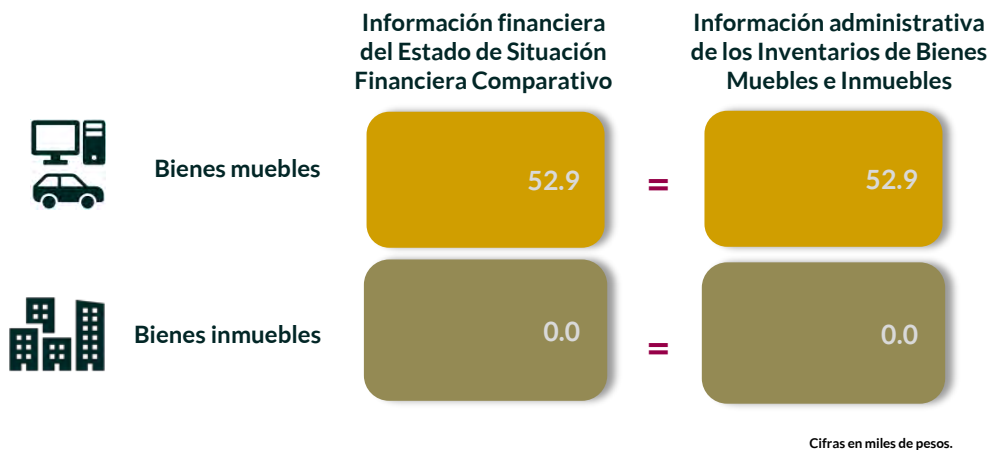 Información financiera
del Estado de Situación
Financiera Comparativo
Información administrativa
de los Inventarios de Bienes
Muebles e Inmuebles
Bienes muebles
52.9
=
52.9
Bienes inmuebles
0.0
=
0.0
Cifras en miles de pesos.